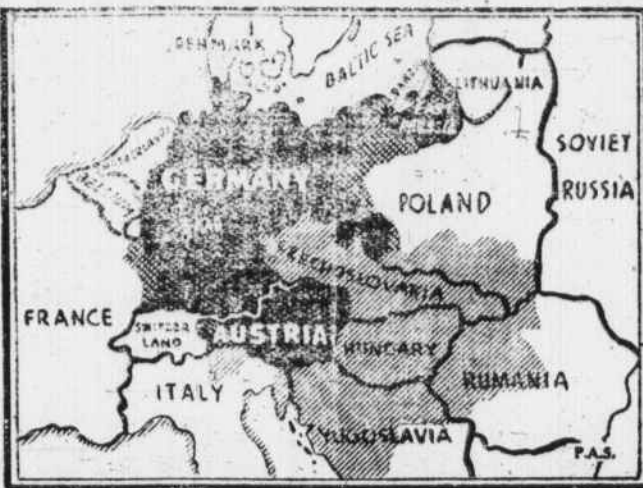 DENMARK
BALTIC SEA
LITHUANIA
SOVIET
RUSSIA
GERMANY
POLAND
CZECHOSLOVAKIA
FRANCE
SWITZER
LAND
AUSTRIA
HUNGARY
RUMANIA
ITALY
YUGOSLAVIA
P.A.S.